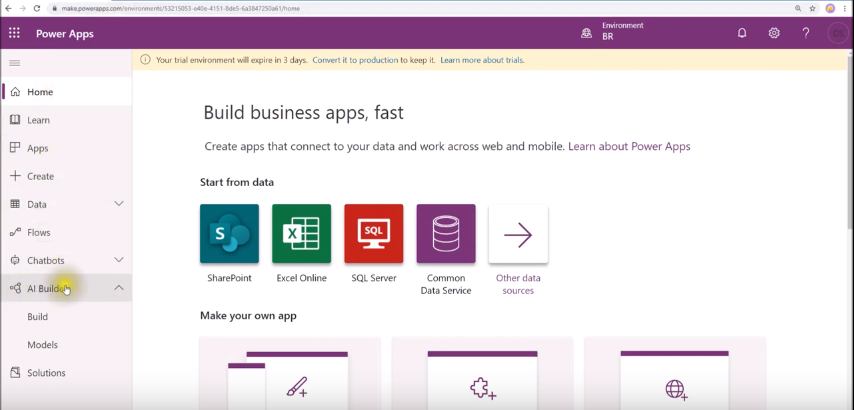 make.powerapps.com/environments/53215053-e40e-4151-8de5-6a3847250a61/home
Power Apps
Environment
BR
Your trial environment will expire in 3 days. Convert it to production to keep it. Learn more about trials.
Home
Learn
Apps
Create
Data
Flows
Chatbots
AI Builder
Build
Models
Solutions
Build business apps, fast
Create apps that connect to your data and work across web and mobile. Learn about Power Apps
Start from data
S
X
SQL
SharePoint
Excel Online
SQL Server
Common
Data Service
Other data
sources
Make your own app